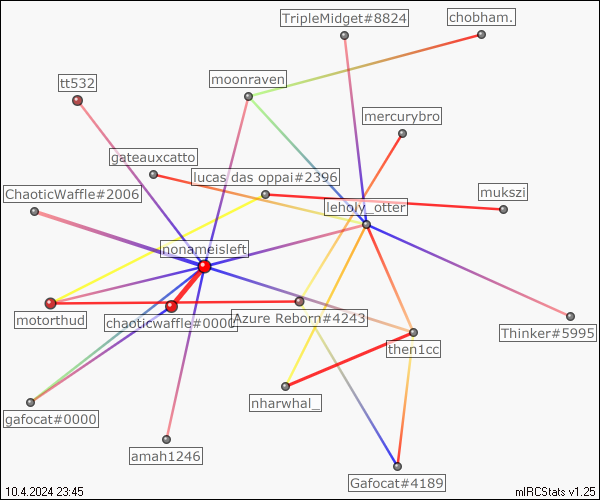 TripleMidget#8824
chobham.
tt532
moonraven
mercurybro
gateauxcatto
lucas das oppai#2396
ChaoticWaffle#2006
mukszi
leholy_otter
nonameisleft
motorthud
chaoticwaffle#0000
Azure Reborn#4243
Thinker#5995
then1cc
nharwhal_
gafocat#0000
amah1246
Gafocat#4189
10.4.2024 23:45
mIRCStats v1.25